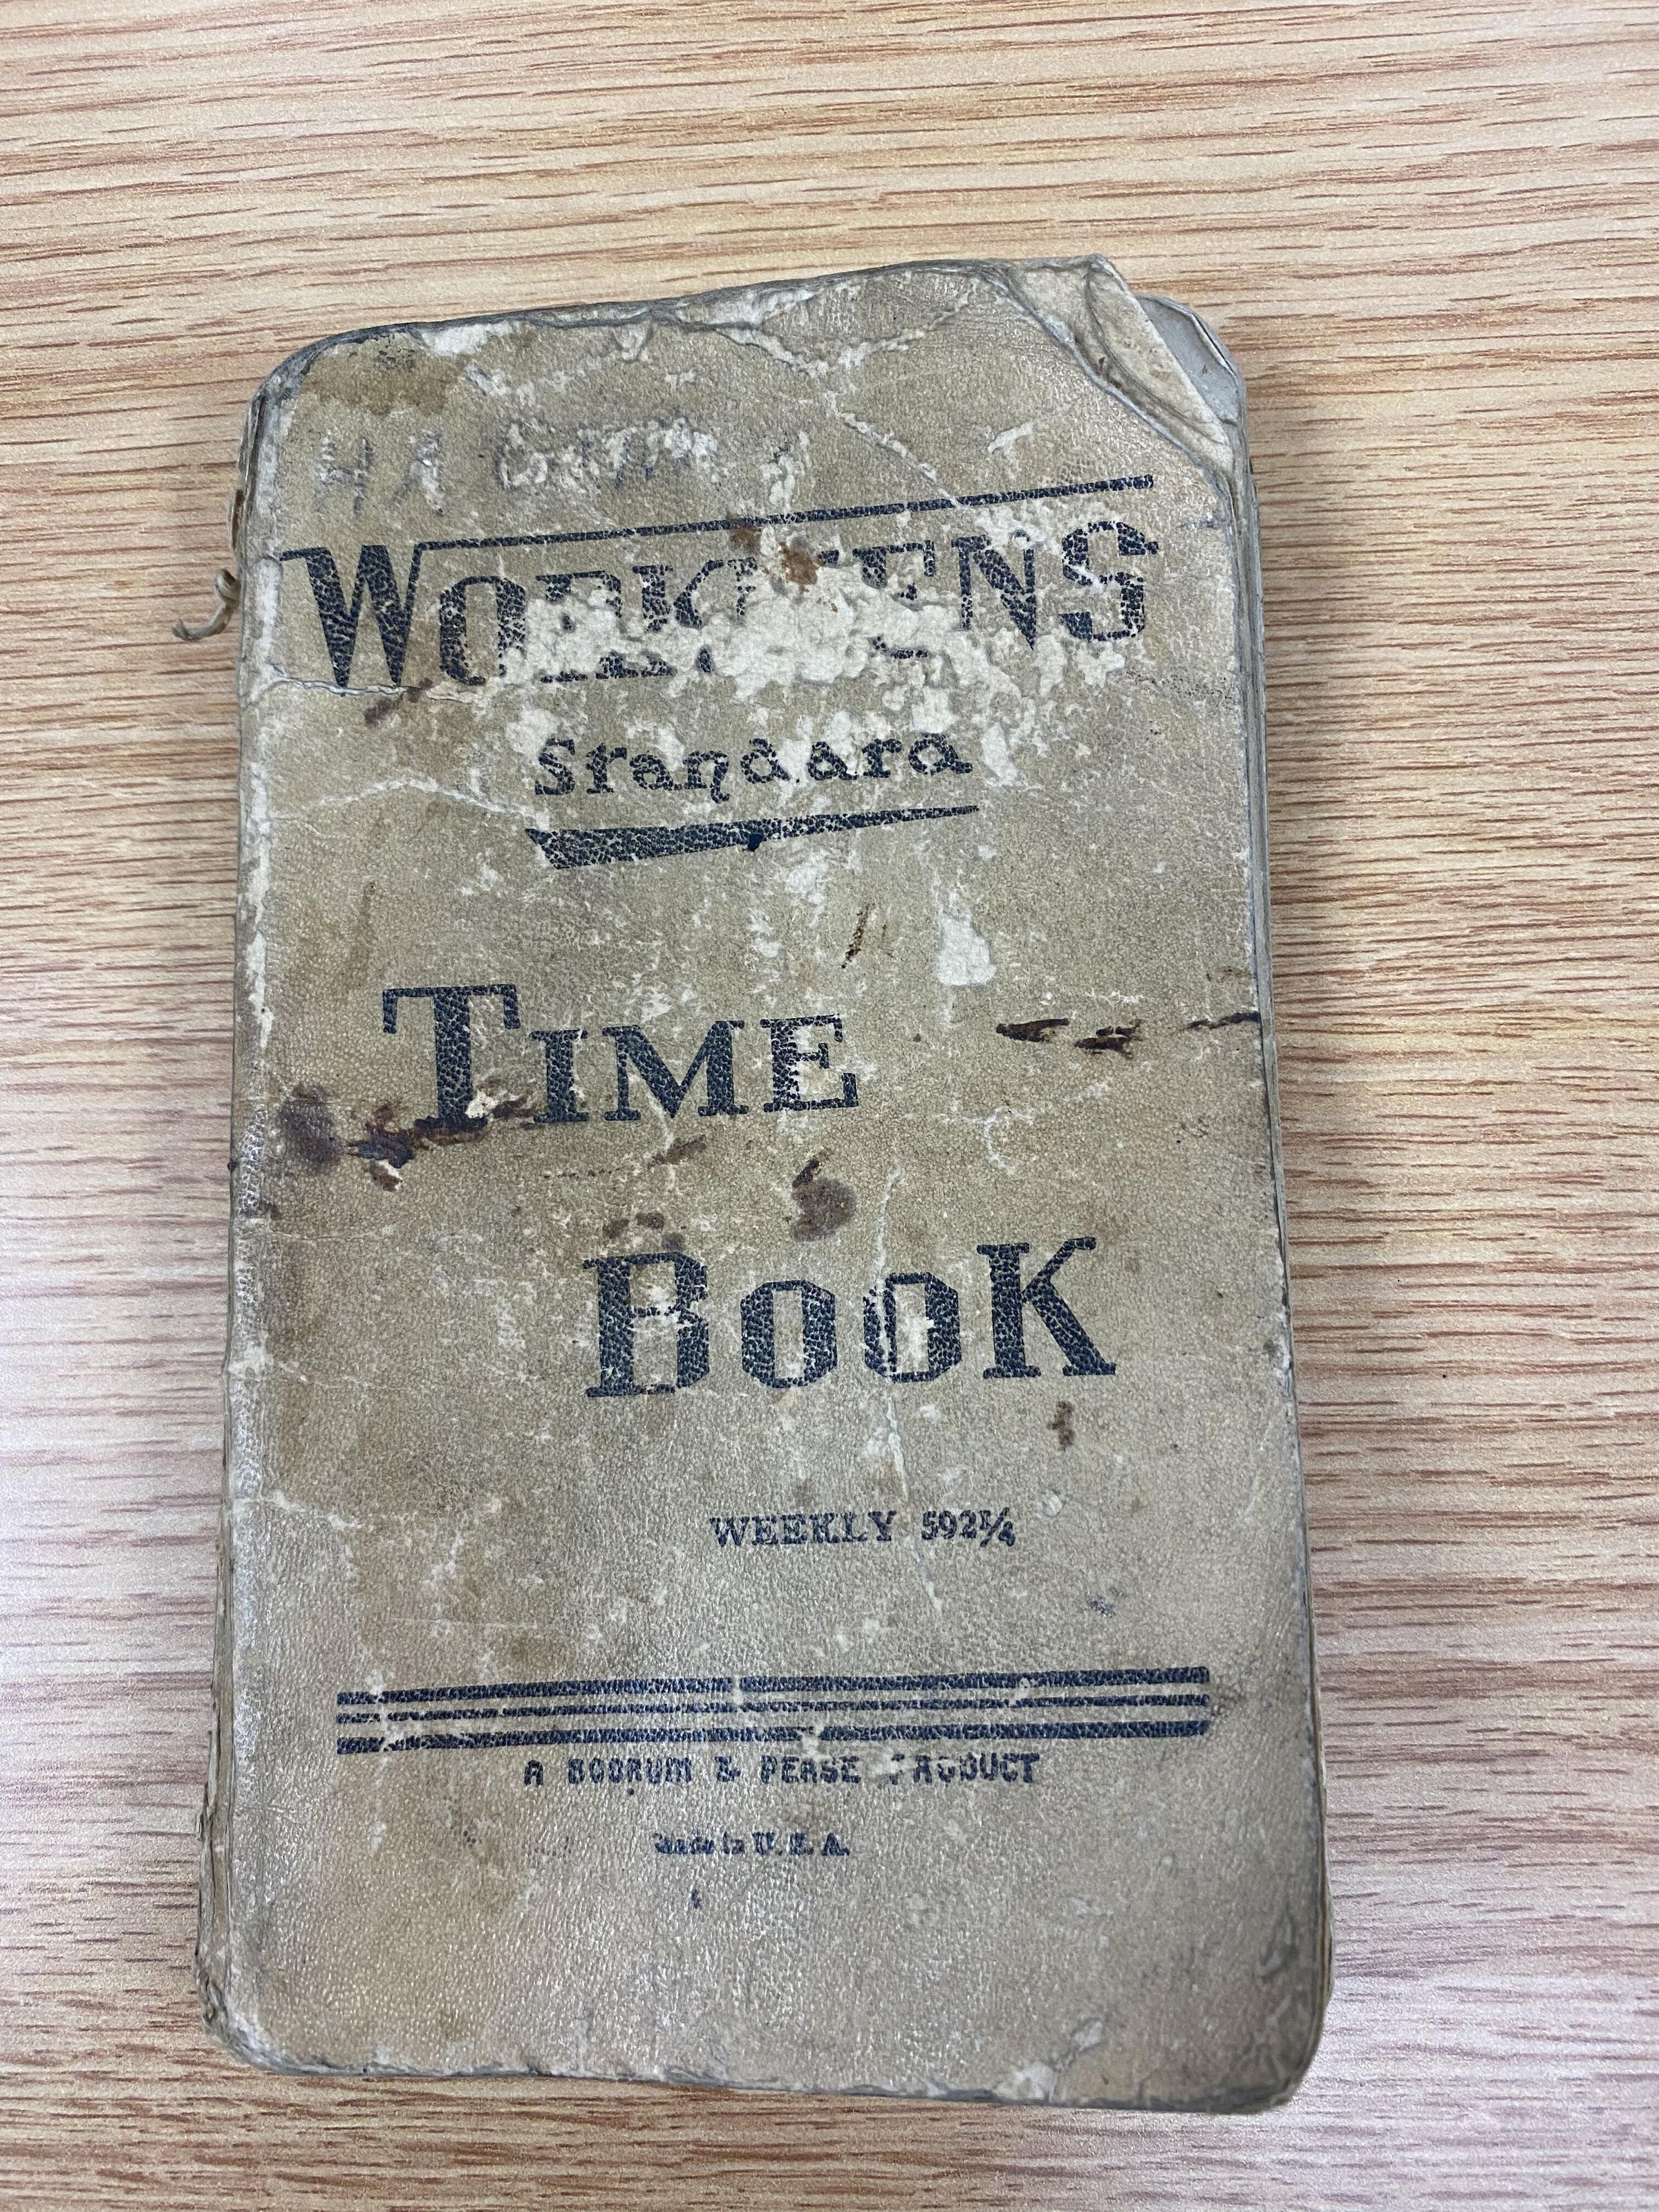 H A
WORKMENS
Standard
TIME
BOOK
WEEKLY 592¼
A BOORUM & PEASE PRODUCT
Made in U.S.A.